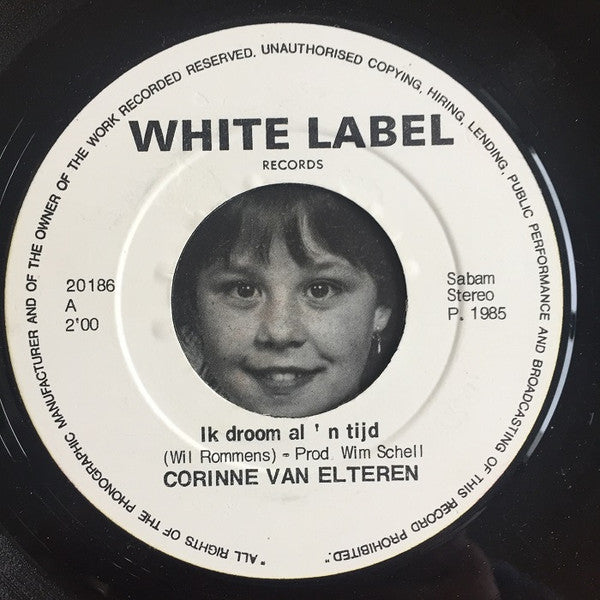 "ALL RIGHTS OF THE PHONOGRAPHIC MANUFACTURER AND OF THE OWNER OF THE WORK RECORDED RESERVED. UNAUTHORISED COPYING, HIRING, LENDING, PUBLIC PERFORMANCE AND BROADCASTING OF THIS RECORD PROHIBITED."
WHITE LABEL
RECORDS
20186
A
2'00
Sabam
Stereo
P. 1985
Ik droom al ' n tijd
(Wil Rommens) - Prod. Wim Schell
CORINNE VAN ELTEREN